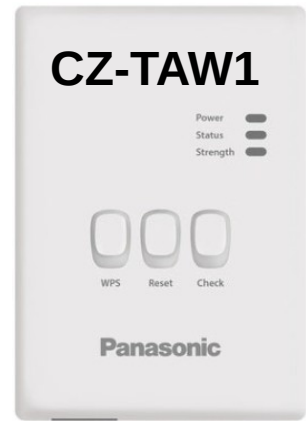 CZ-TAW1
Power
Status
Strength
WPS Reset Check
Panasonic